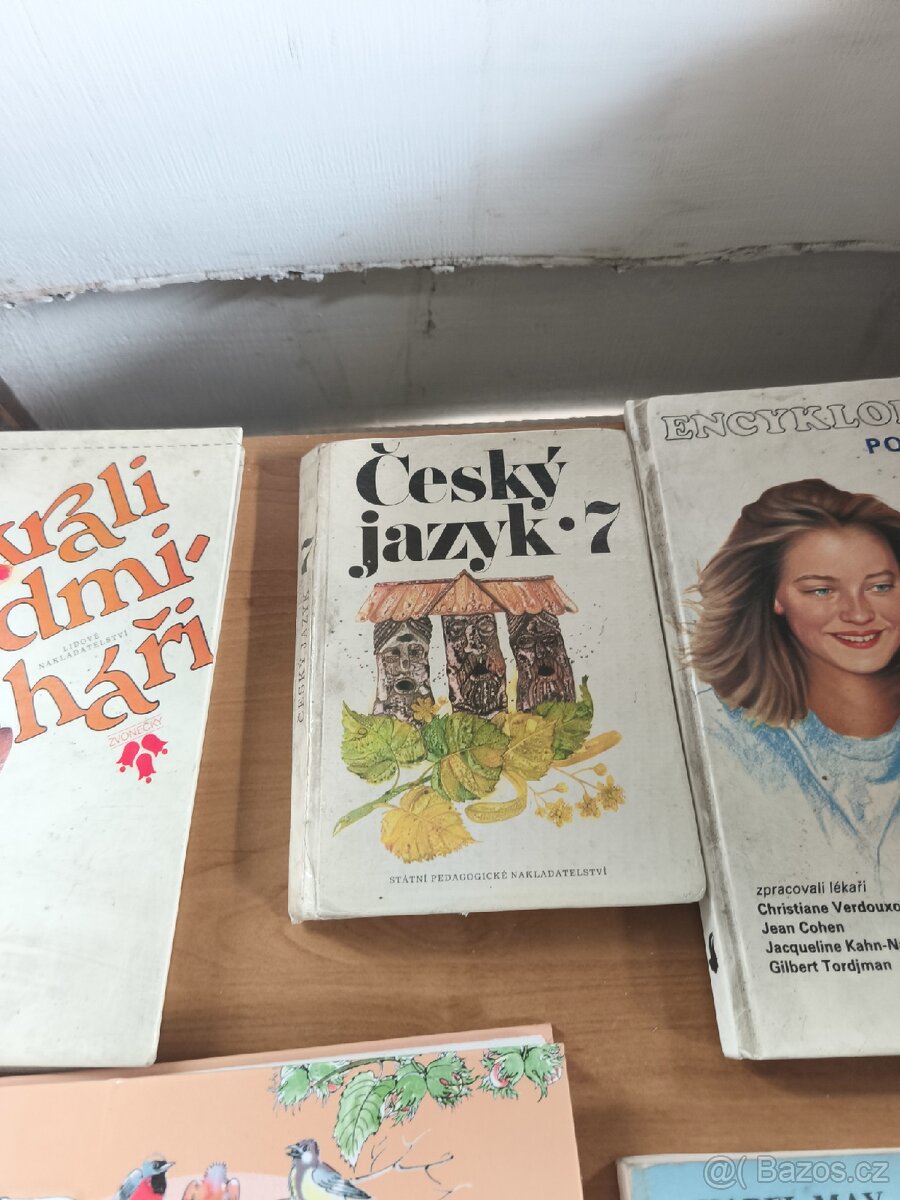 Český
jazyk·7
STÁTNÍ PEDAGOGICKÉ NAKLADATELSTVÍ
ČESKÝ JAZYK 7
LIDOVÉ
NAKLADATELSTVÍ
háři
ZVONEČKY
zpracovali lékaři
Christiane Verdoux
Jean Cohen
Jacqueline Kahn-N
Gilbert Tordjman
@( Bazos.cz